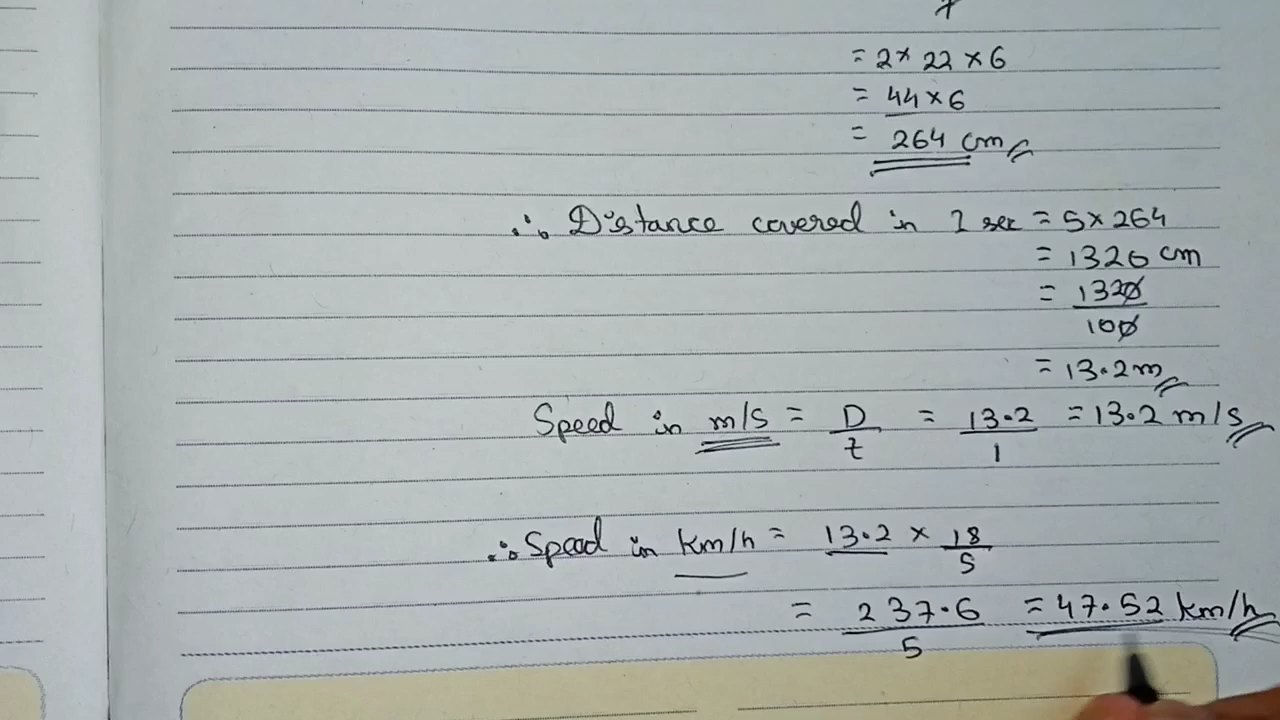 7
= 2 × 22 × 6
= 44 × 6
= 264 cm
∴ Distance covered in 1 sec = 5 × 264
= 1320 cm
= 1320
100
= 13.2 m
Speed in m/s = D/t = 13.2/1 = 13.2 m/s
∴ Speed in km/h = 13.2 × 18/5
= 237.6/5 = 47.52 km/h